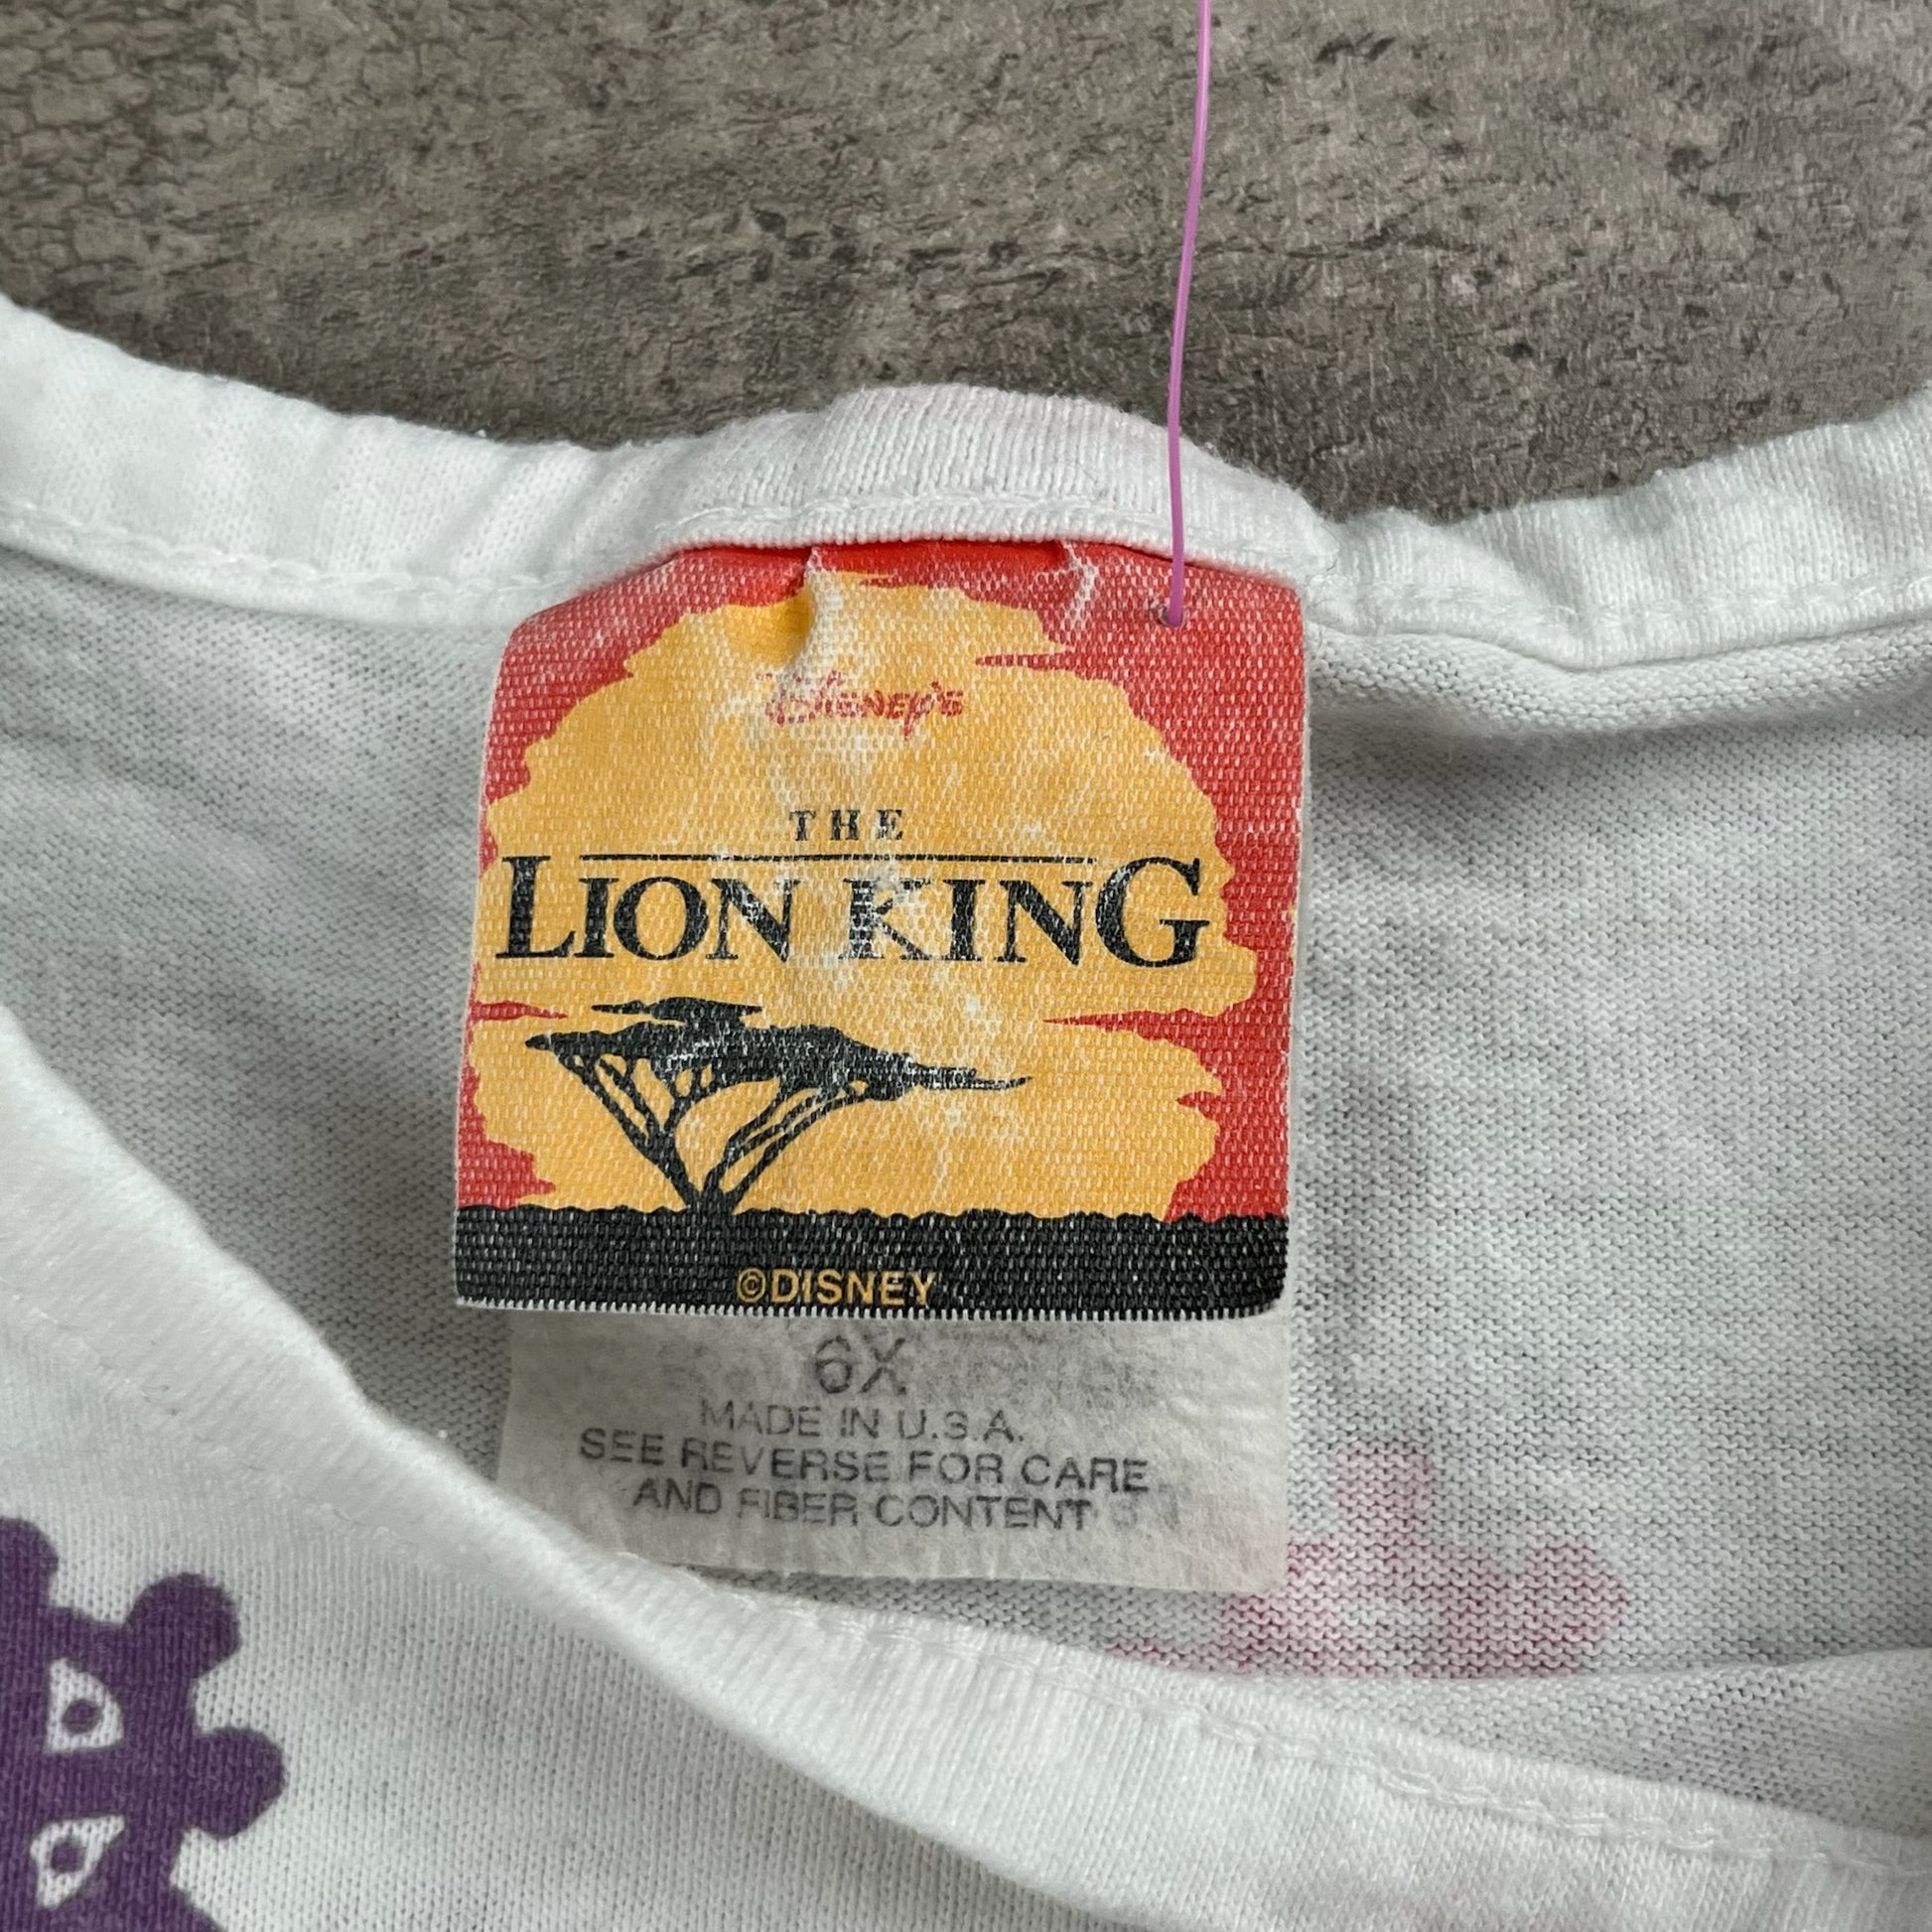 DISNEY'S
THE
LION KING
©DISNEY
6X
MADE IN U.S.A.
SEE REVERSE FOR CARE
AND FIBER CONTENT